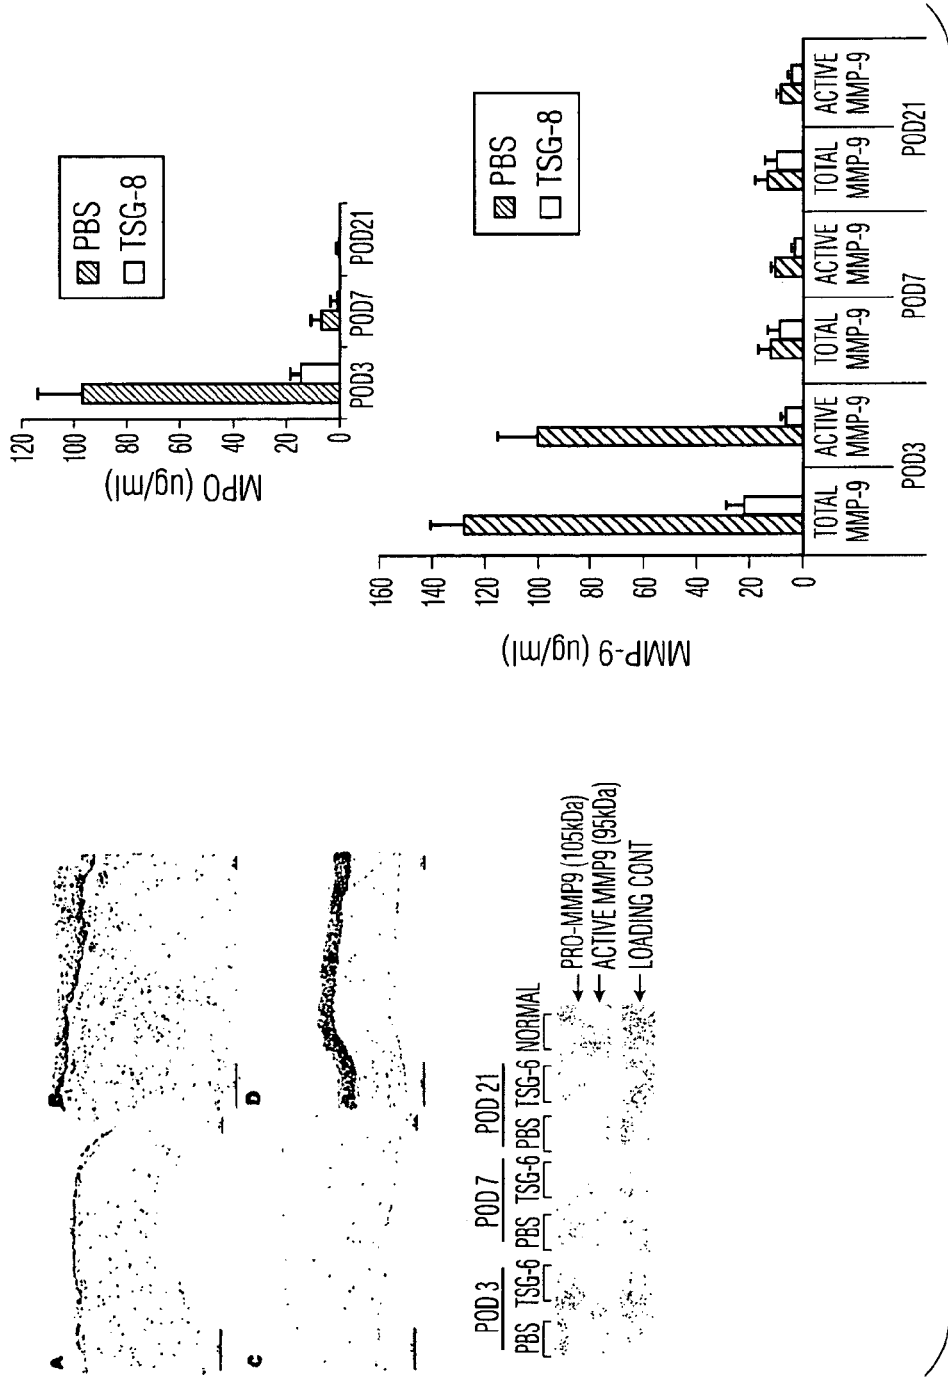 A
B
C
D
POD 3
POD 7
POD 21
PBS
TSG-6
PBS
TSG-6
PBS
TSG-6
NORMAL
PRO-MMP9 (105kDa)
ACTIVE MMP9 (95kDa)
LOADING CONT
MPO (ug/ml)
120
100
80
60
40
20
0
POD3
POD7
POD21
PBS
TSG-8
MMP-9 (ug/ml)
160
140
120
100
80
60
40
20
0
TOTAL
MMP-9
ACTIVE
MMP-9
TOTAL
MMP-9
ACTIVE
MMP-9
TOTAL
MMP-9
ACTIVE
MMP-9
POD3
POD7
POD21
PBS
TSG-8